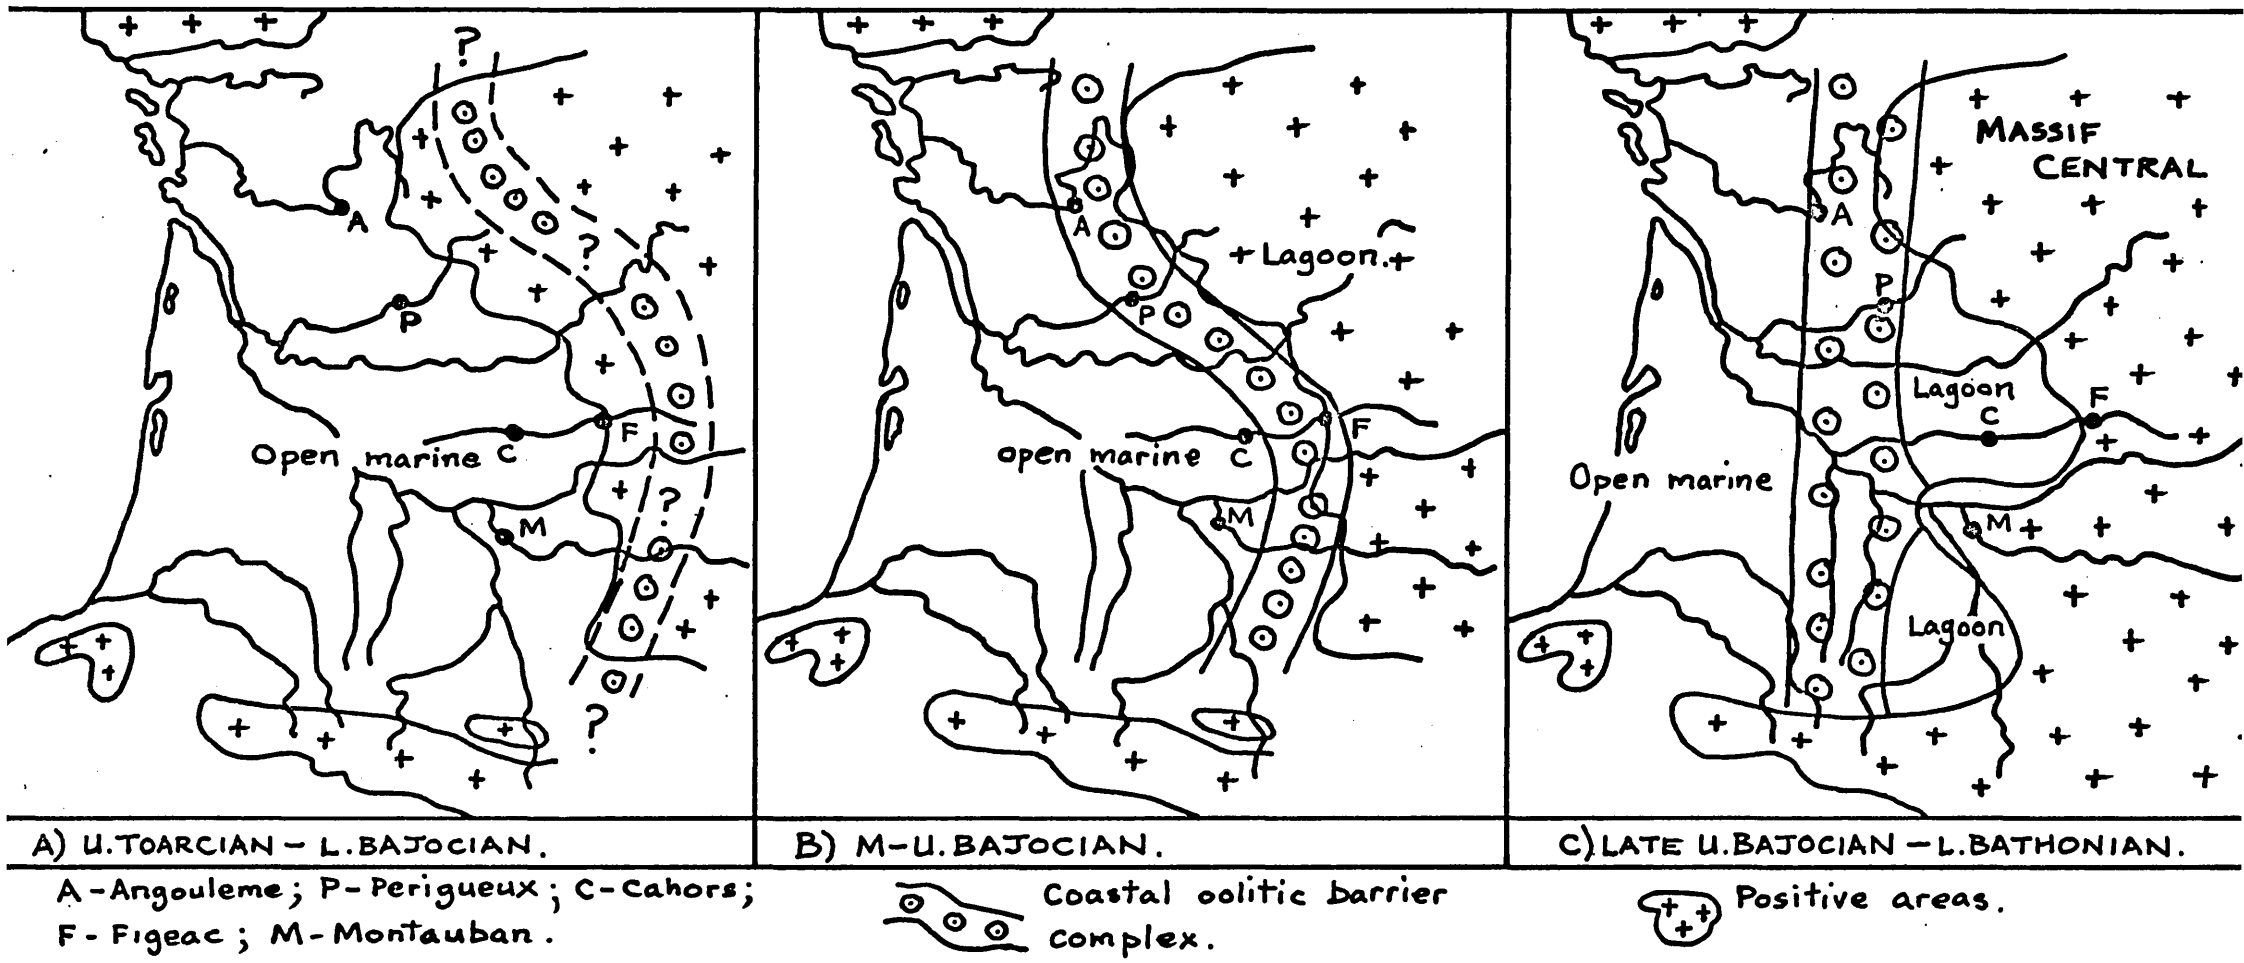 ?
A
?
P
F
Open marine C
?
M
?
A
Lagoon.
P
F
open marine C
M
MASSIF
CENTRAL
A
P
Lagoon
C
F
Open marine
M
Lagoon
A) U.TOARCIAN – L.BAJOCIAN.
B) M-U.BAJOCIAN.
C) LATE U.BAJOCIAN – L.BATHONIAN.
A-Angouleme; P-Perigueux; C-Cahors;
F-Figeac; M-Montauban.
Coastal oolitic barrier
complex.
Positive areas.